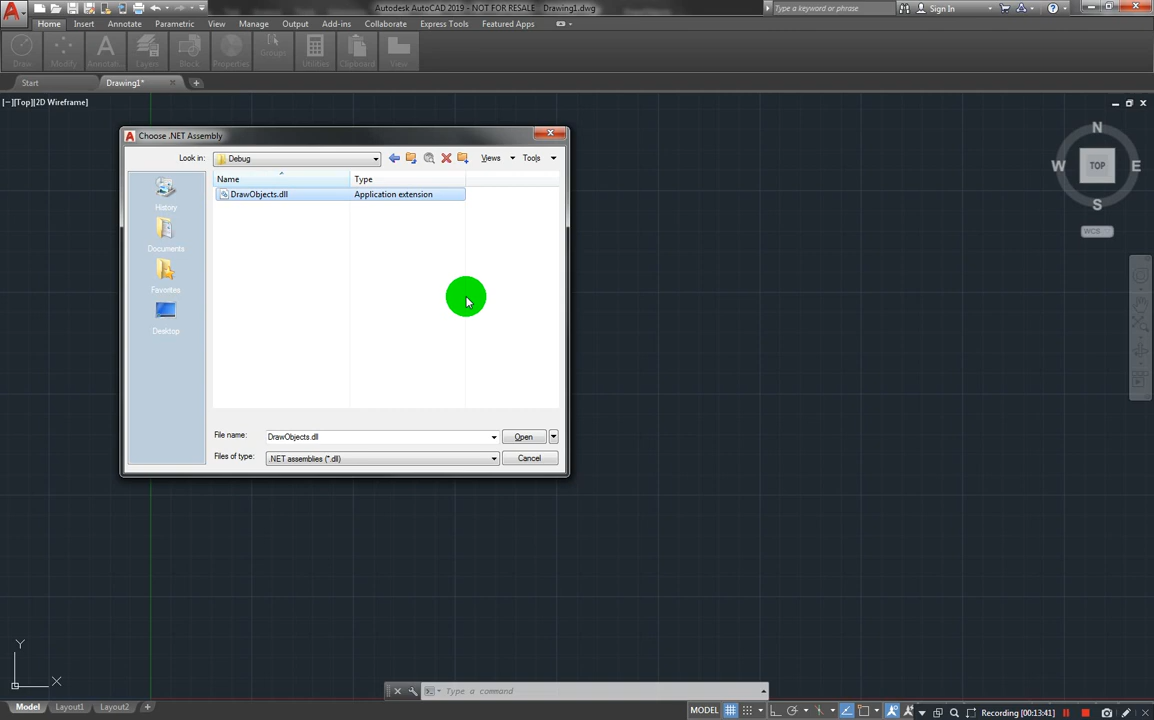 Autodesk AutoCAD 2019 - NOT FOR RESALE Drawing1.dwg
Type a keyword or phrase
Sign In
Home Insert Annotate Parametric View Manage Output Add-ins Collaborate Express Tools Featured Apps
Draw Modify Annotat... Layers Block Properties Groups Utilities Clipboard View
Start Drawing1*
[−][Top][2D Wireframe]
N
W TOP E
S
WCS
Choose .NET Assembly
Look in: Debug Views Tools
Name Type
DrawObjects.dll Application extension
History
Documents
Favorites
Desktop
File name: DrawObjects.dll Open
Files of type: .NET assemblies (*.dll) Cancel
Y
X
Type a command
Model Layout1 Layout2 +
MODEL
Recording [00:13:41]